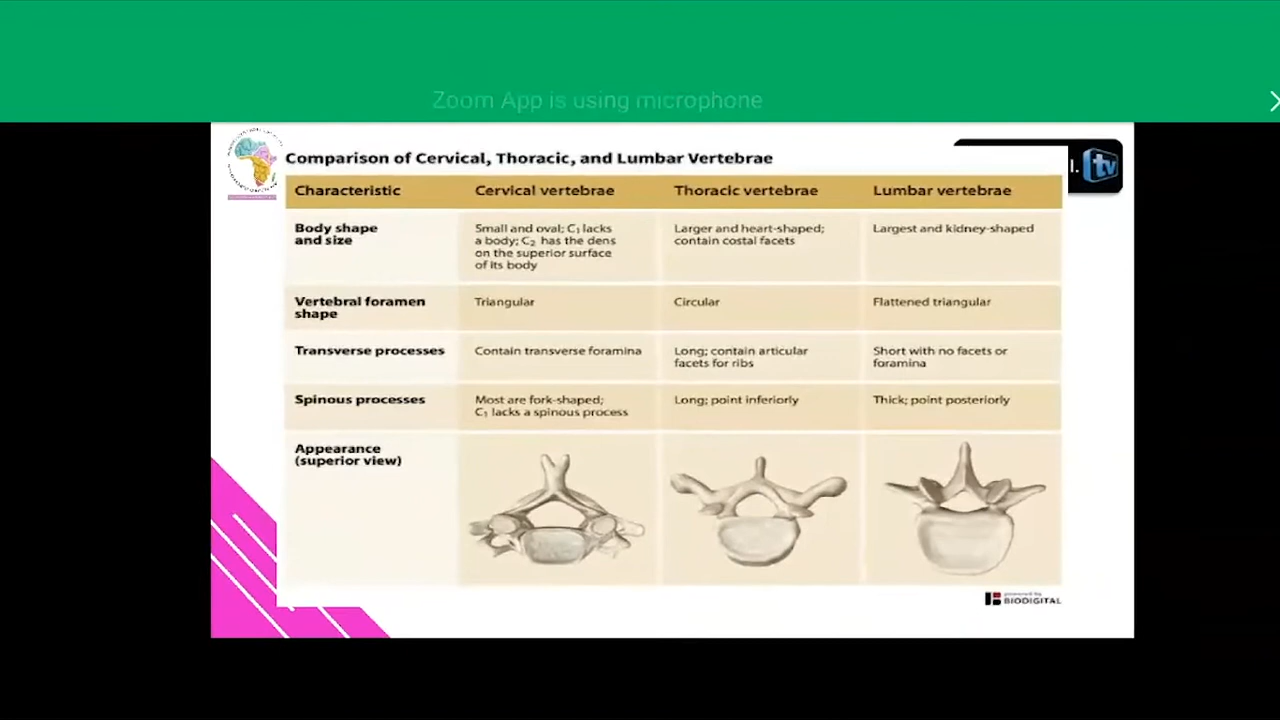 Zoom App is using microphone
l. tv
Comparison of Cervical, Thoracic, and Lumbar Vertebrae
Characteristic Cervical vertebrae Thoracic vertebrae Lumbar vertebrae
Body shape
and size
Small and oval; C₁ lacks
a body; C₂ has the dens
on the superior surface
of its body
Larger and heart-shaped;
contain costal facets
Largest and kidney-shaped
Vertebral foramen
shape
Triangular
Circular
Flattened triangular
Transverse processes
Contain transverse foramina
Long; contain articular
facets for ribs
Short with no facets or
foramina
Spinous processes
Most are fork-shaped;
C₁ lacks a spinous process
Long; point inferiorly
Thick; point posteriorly
Appearance
(superior view)
powered by
BIODIGITAL